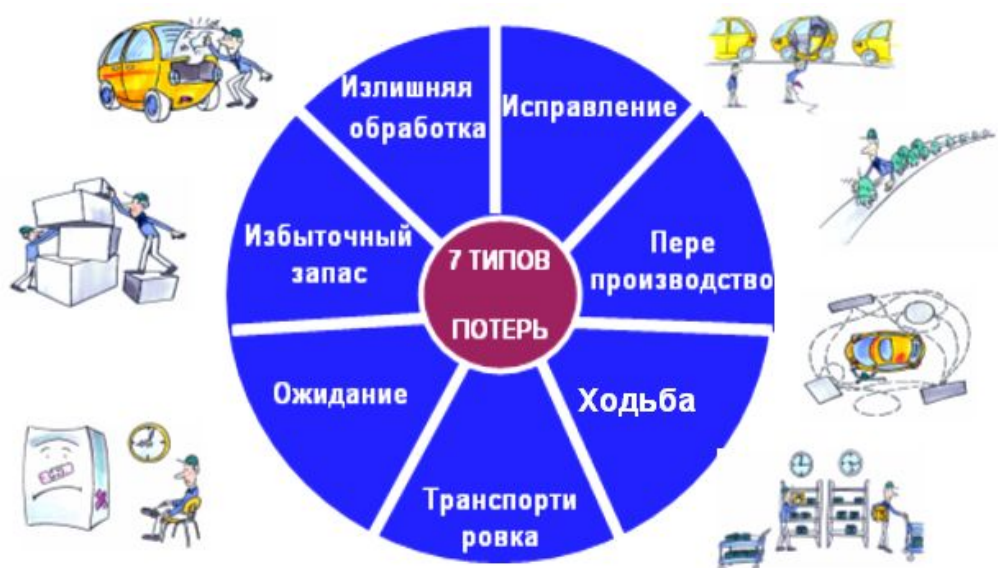 Излишняя
обработка
Исправление
Избыточный
запас
7 ТИПОВ
ПОТЕРЬ
Пере
производство
Ожидание
Ходьба
Транспорти
ровка